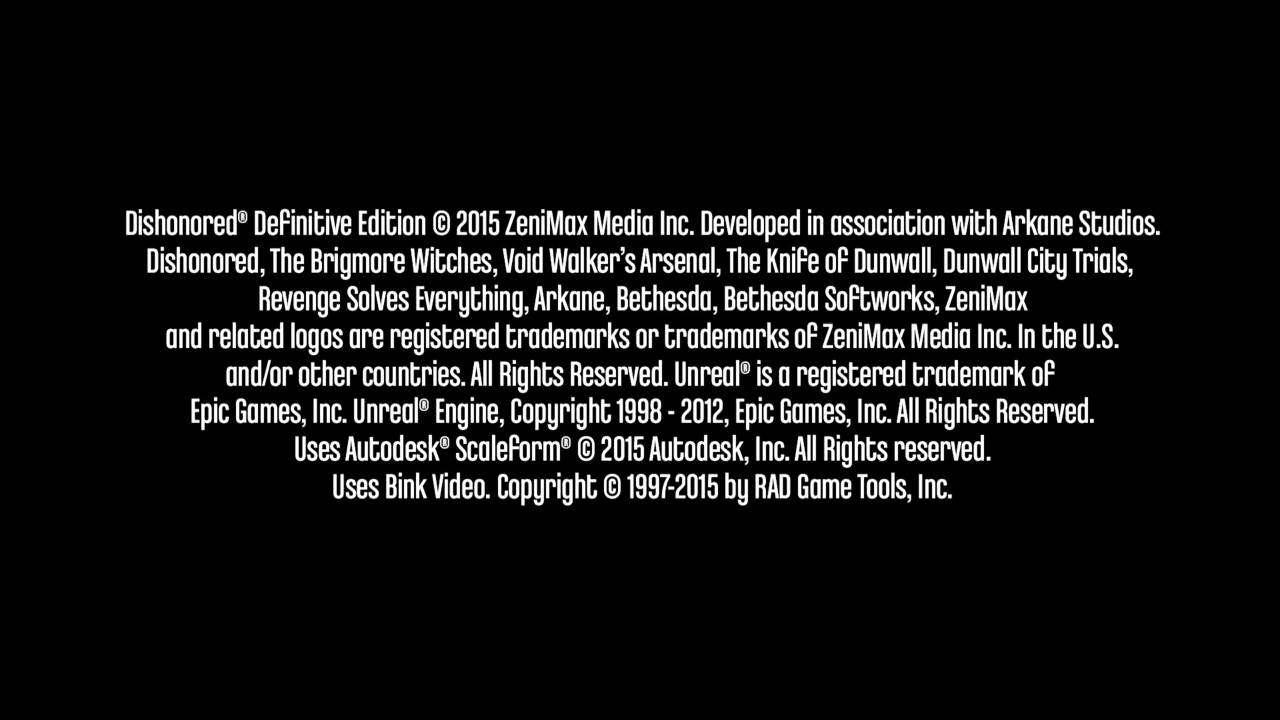 Dishonored® Definitive Edition © 2015 ZeniMax Media Inc. Developed in association with Arkane Studios.
Dishonored, The Brigmore Witches, Void Walker's Arsenal, The Knife of Dunwall, Dunwall City Trials,
Revenge Solves Everything, Arkane, Bethesda, Bethesda Softworks, ZeniMax
and related logos are registered trademarks or trademarks of ZeniMax Media Inc. In the U.S.
and/or other countries. All Rights Reserved. Unreal® is a registered trademark of
Epic Games, Inc. Unreal® Engine, Copyright 1998 - 2012, Epic Games, Inc. All Rights Reserved.
Uses Autodesk® Scaleform® © 2015 Autodesk, Inc. All Rights reserved.
Uses Bink Video. Copyright © 1997-2015 by RAD Game Tools, Inc.